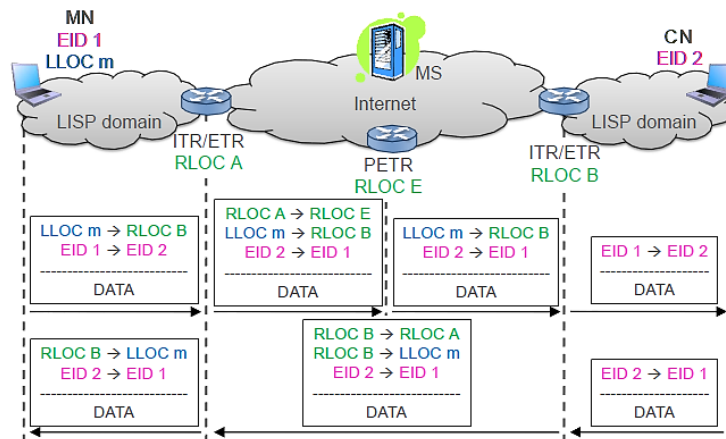 MN
EID 1
LLOC m
CN
EID 2
MS
Internet
LISP domain
LISP domain
ITR/ETR
RLOC A
PETR
RLOC E
ITR/ETR
RLOC B
LLOC m → RLOC B
EID 1 → EID 2
-----------------------
DATA
RLOC A → RLOC E
LLOC m → RLOC B
EID 2 → EID 1
-----------------------
DATA
LLOC m → RLOC B
EID 2 → EID 1
-----------------------
DATA
EID 1 → EID 2
-----------------------
DATA
RLOC B → LLOC m
EID 2 → EID 1
-----------------------
DATA
RLOC B → RLOC A
RLOC B → LLOC m
EID 2 → EID 1
-----------------------
DATA
EID 2 → EID 1
-----------------------
DATA